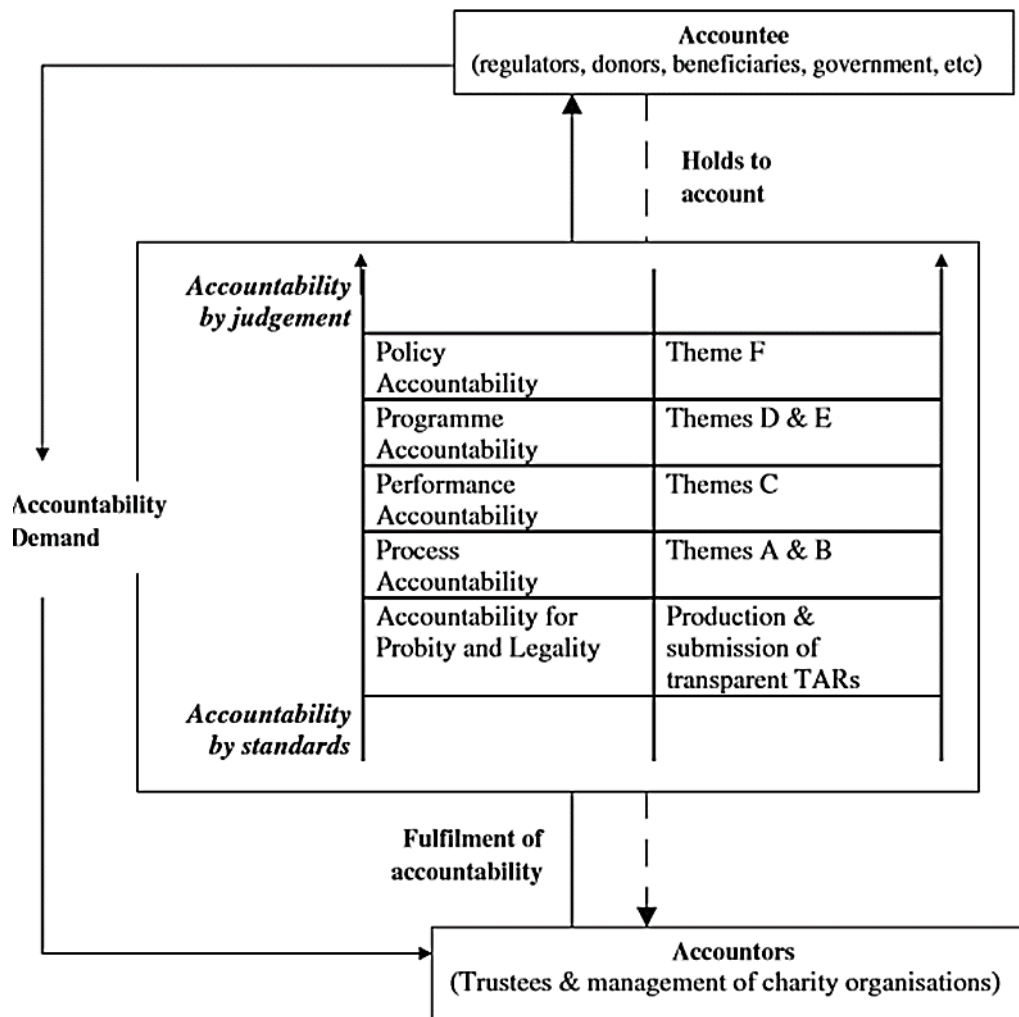 Accountee
(regulators, donors, beneficiaries, government, etc)
Holds to
account
Accountability
by judgement
Policy
Accountability
Theme F
Programme
Accountability
Themes D & E
Performance
Accountability
Themes C
Process
Accountability
Themes A & B
Accountability for
Probity and Legality
Production &
submission of
transparent TARs
Accountability
by standards
Accountability
Demand
Fulfilment of
accountability
Accountors
(Trustees & management of charity organisations)